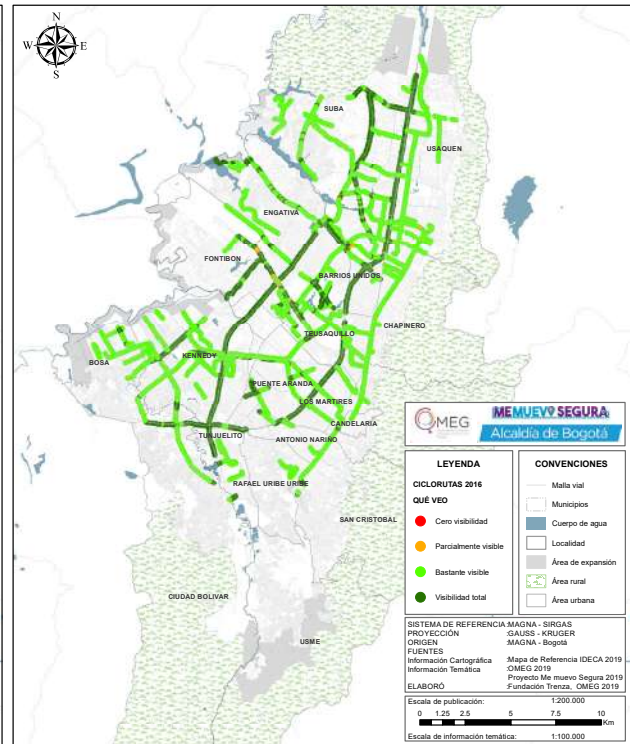 N
W E
S
SUBA
USAQUEN
ENGATIVA
FONTIBON
BARRIOS UNIDOS
CHAPINERO
TEUSAQUILLO
BOSA
KENNEDY
PUENTE ARANDA
LOS MARTIRES
CANDELARIA
TUNJUELITO
ANTONIO NARIÑO
RAFAEL URIBE URIBE
SAN CRISTOBAL
CIUDAD BOLIVAR
USME
OMEG
MEMUEVO SEGURA
Alcaldía de Bogotá
LEYENDA
CICLORUTAS 2016
QUÉ VEO
Cero visibilidad
Parcialmente visible
Bastante visible
Visibilidad total
CONVENCIONES
Malla vial
Municipios
Cuerpo de agua
Localidad
Área de expansión
Área rural
Área urbana
SISTEMA DE REFERENCIA :MAGNA - SIRGAS
PROYECCIÓN :GAUSS - KRUGER
ORIGEN :MAGNA - Bogotá
FUENTES
Información Cartográfica :Mapa de Referencia IDECA 2019
Información Temática :OMEG 2019
Proyecto Me muevo Segura 2019
ELABORÓ :Fundación Trenza, OMEG 2019
Escala de publicación: 1:200.000
0 1.25 2.5 5 7.5 10
Km
Escala de información temática: 1:100.000